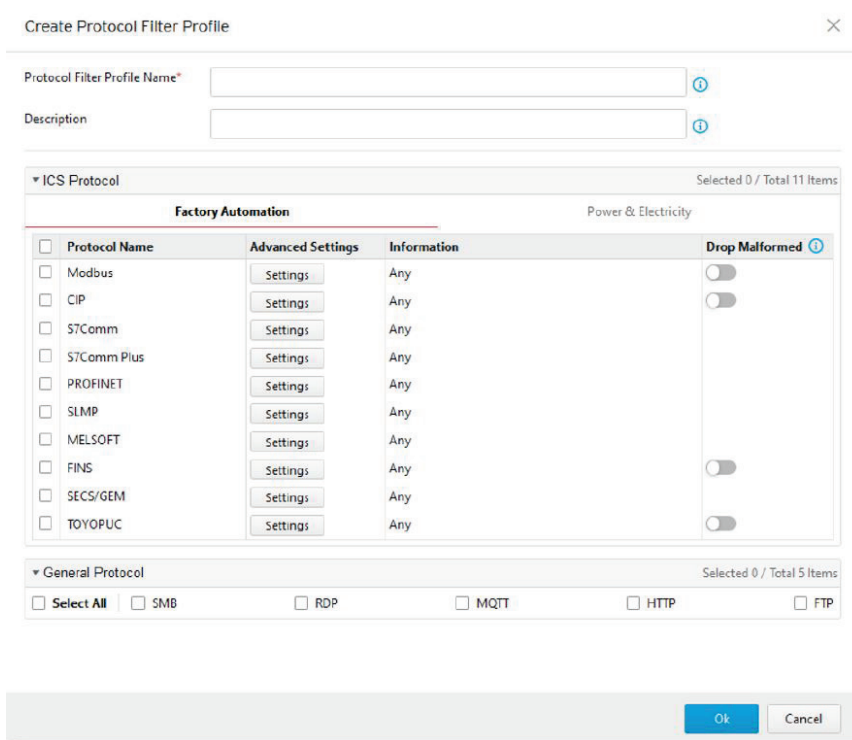 Create Protocol Filter Profile
Protocol Filter Profile Name*
Description
ICS Protocol Selected 0 / Total 11 Items
Factory Automation Power & Electricity
Protocol Name Advanced Settings Information Drop Malformed
Modbus Settings Any
CIP Settings Any
S7Comm Settings Any
S7Comm Plus Settings Any
PROFINET Settings Any
SLMP Settings Any
MELSOFT Settings Any
FINS Settings Any
SECS/GEM Settings Any
TOYOPUC Settings Any
General Protocol Selected 0 / Total 5 Items
Select All SMB RDP MQTT HTTP FTP
Ok Cancel